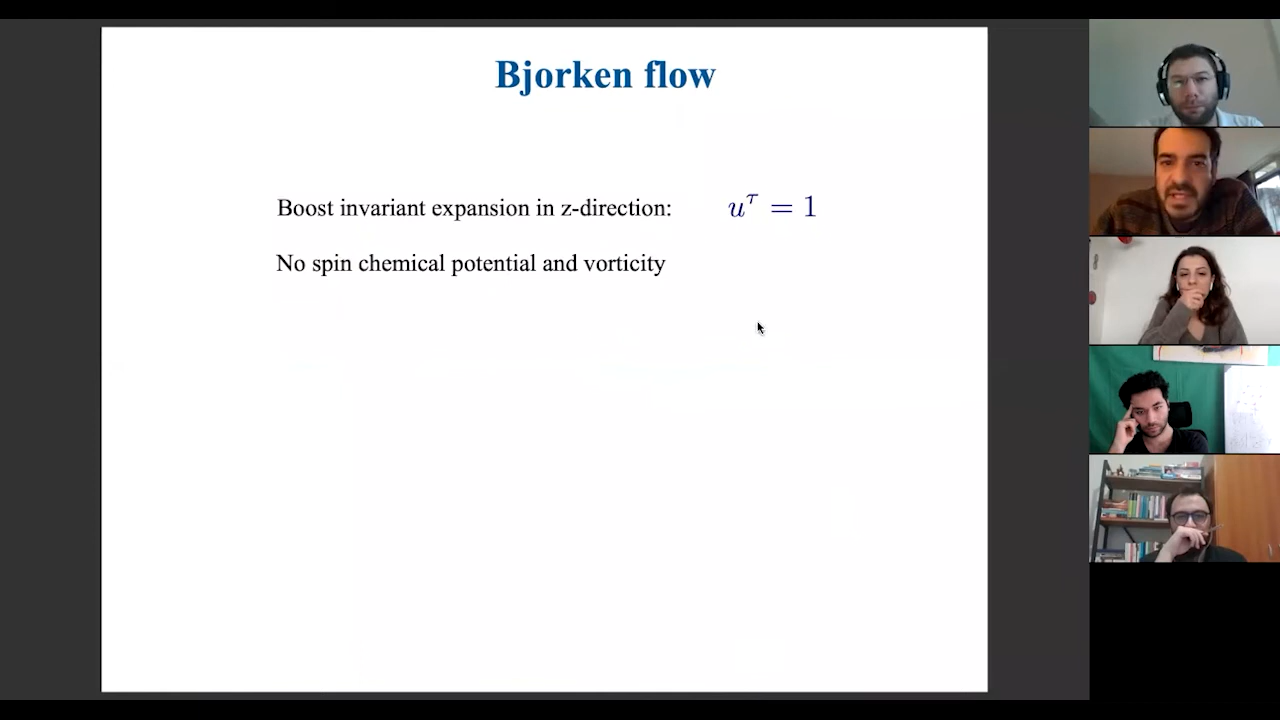 Bjorken flow
Boost invariant expansion in z-direction: u^τ = 1
No spin chemical potential and vorticity